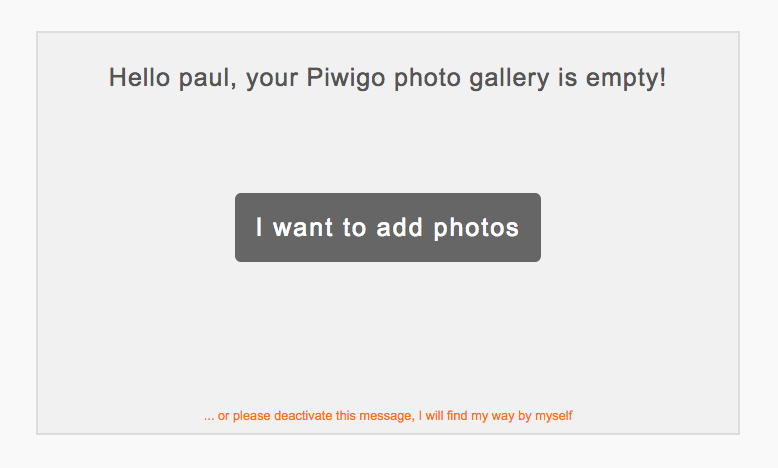 Hello paul, your Piwigo photo gallery is empty!
I want to add photos
... or please deactivate this message, I will find my way by myself